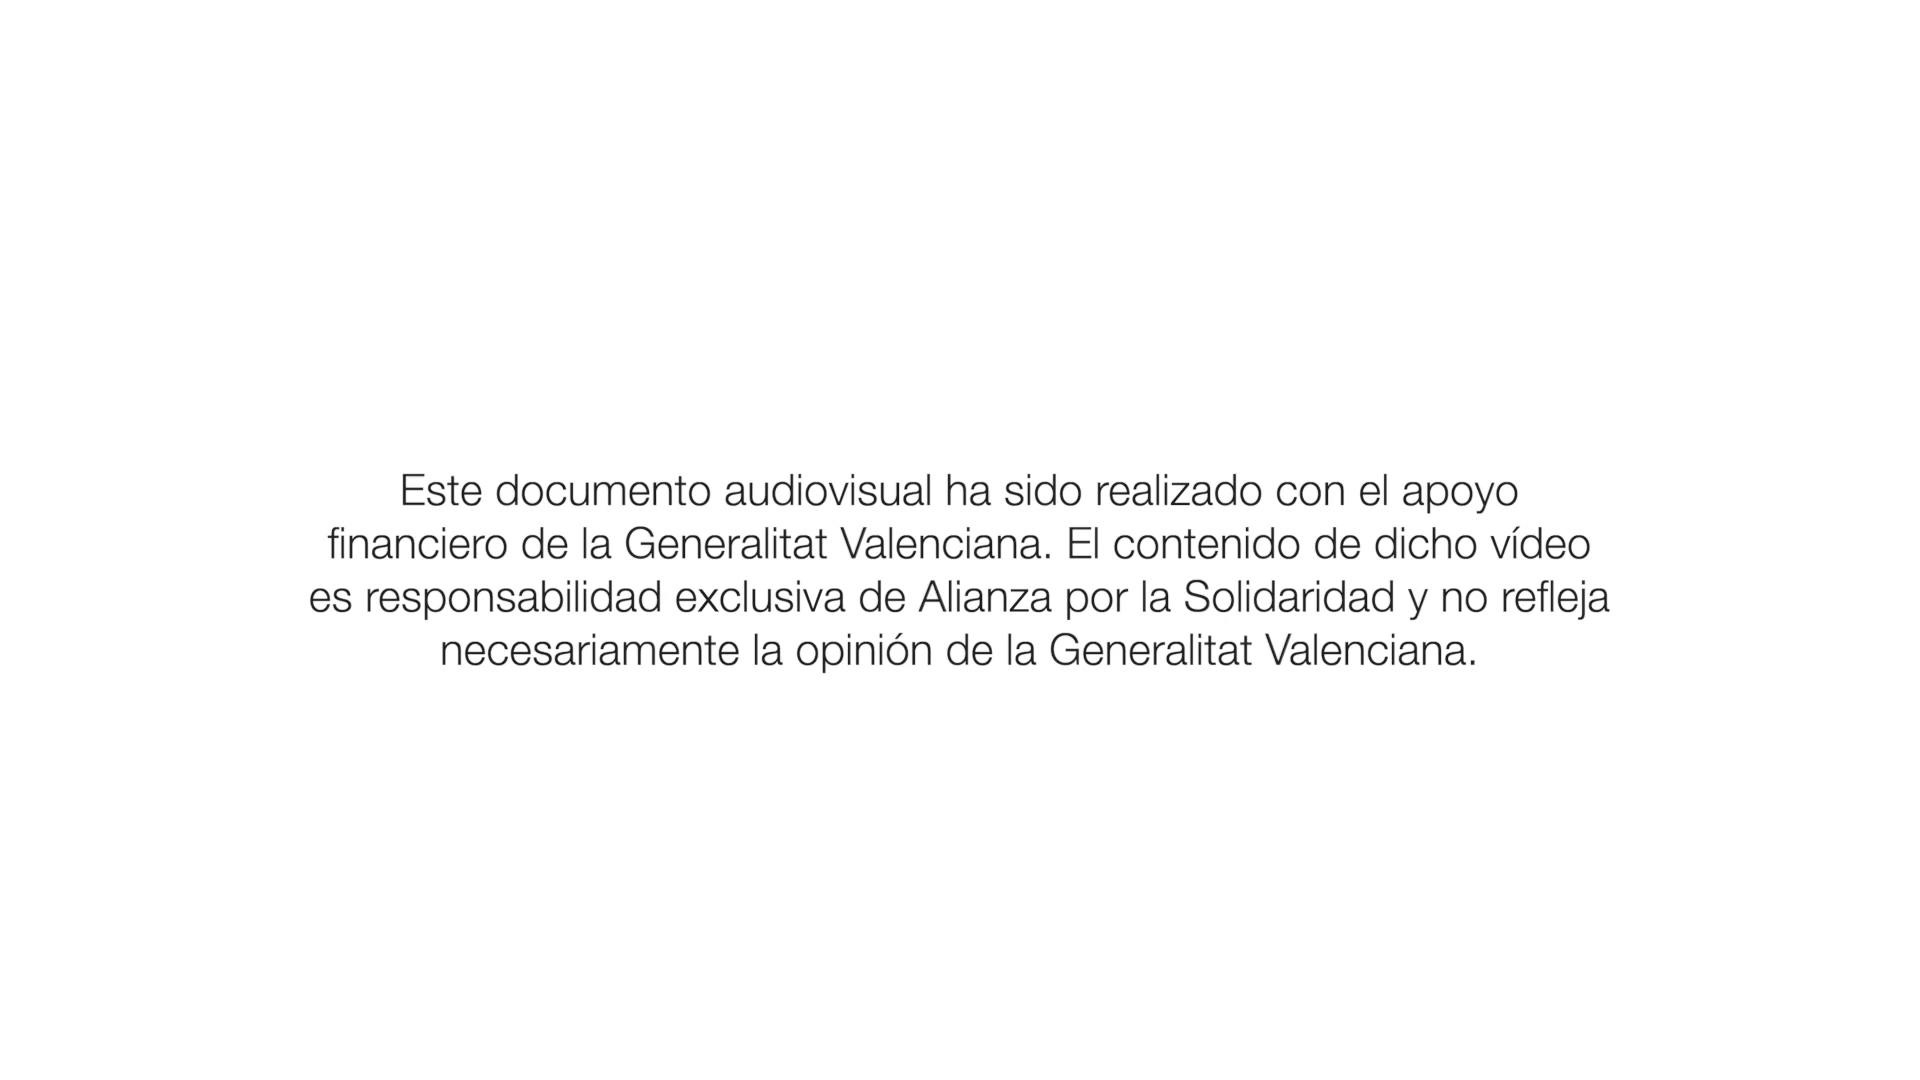 Este documento audiovisual ha sido realizado con el apoyo
financiero de la Generalitat Valenciana. El contenido de dicho vídeo
es responsabilidad exclusiva de Alianza por la Solidaridad y no refleja
necesariamente la opinión de la Generalitat Valenciana.